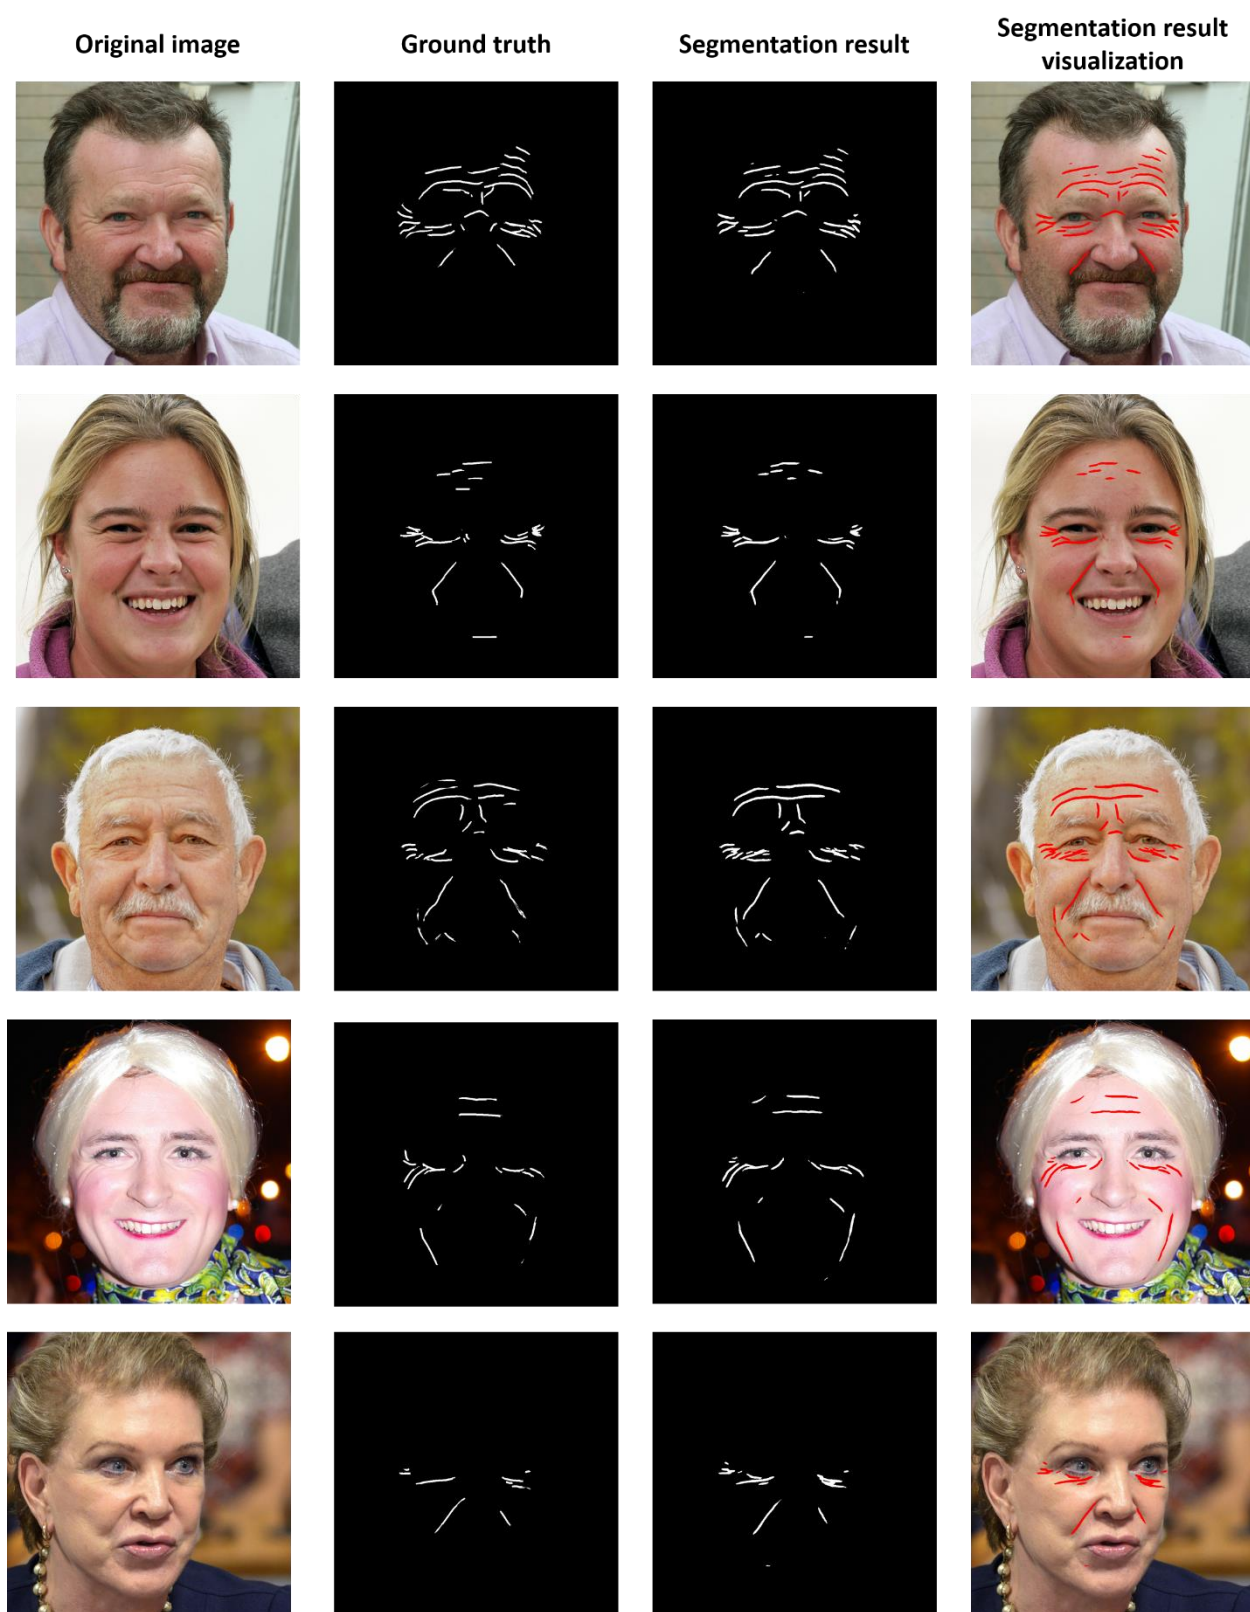 Original image
Ground truth
Segmentation result
Segmentation result
visualization